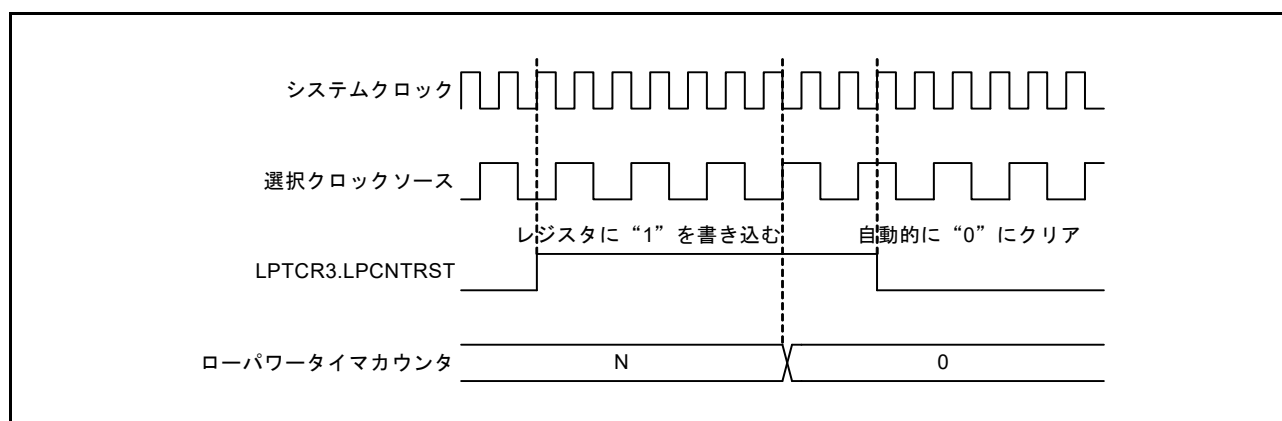 システムクロック
選択クロックソース
レジスタに“1”を書き込む 自動的に“0”にクリア
LPTCR3.LPCNTRST
ローパワータイマカウンタ N 0